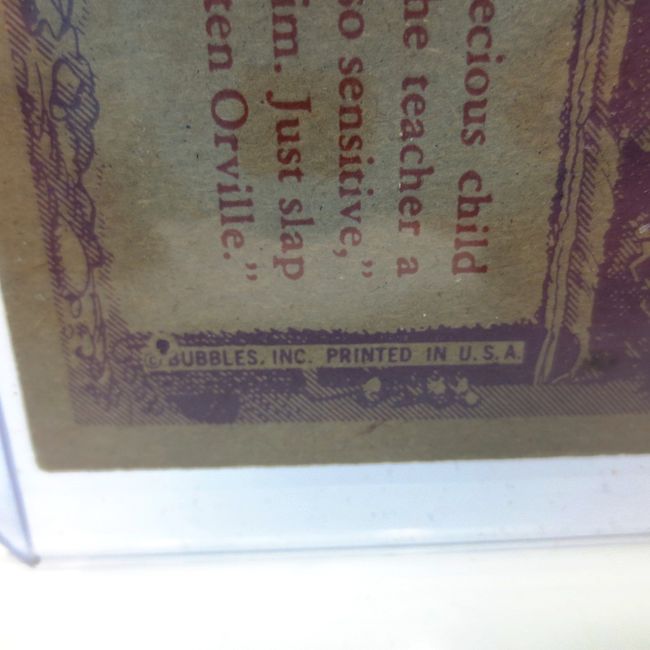 ecious child
he teacher a
so sensitive,"
im. Just slap
ten Orville."
© BUBBLES, INC. PRINTED IN U.S.A.